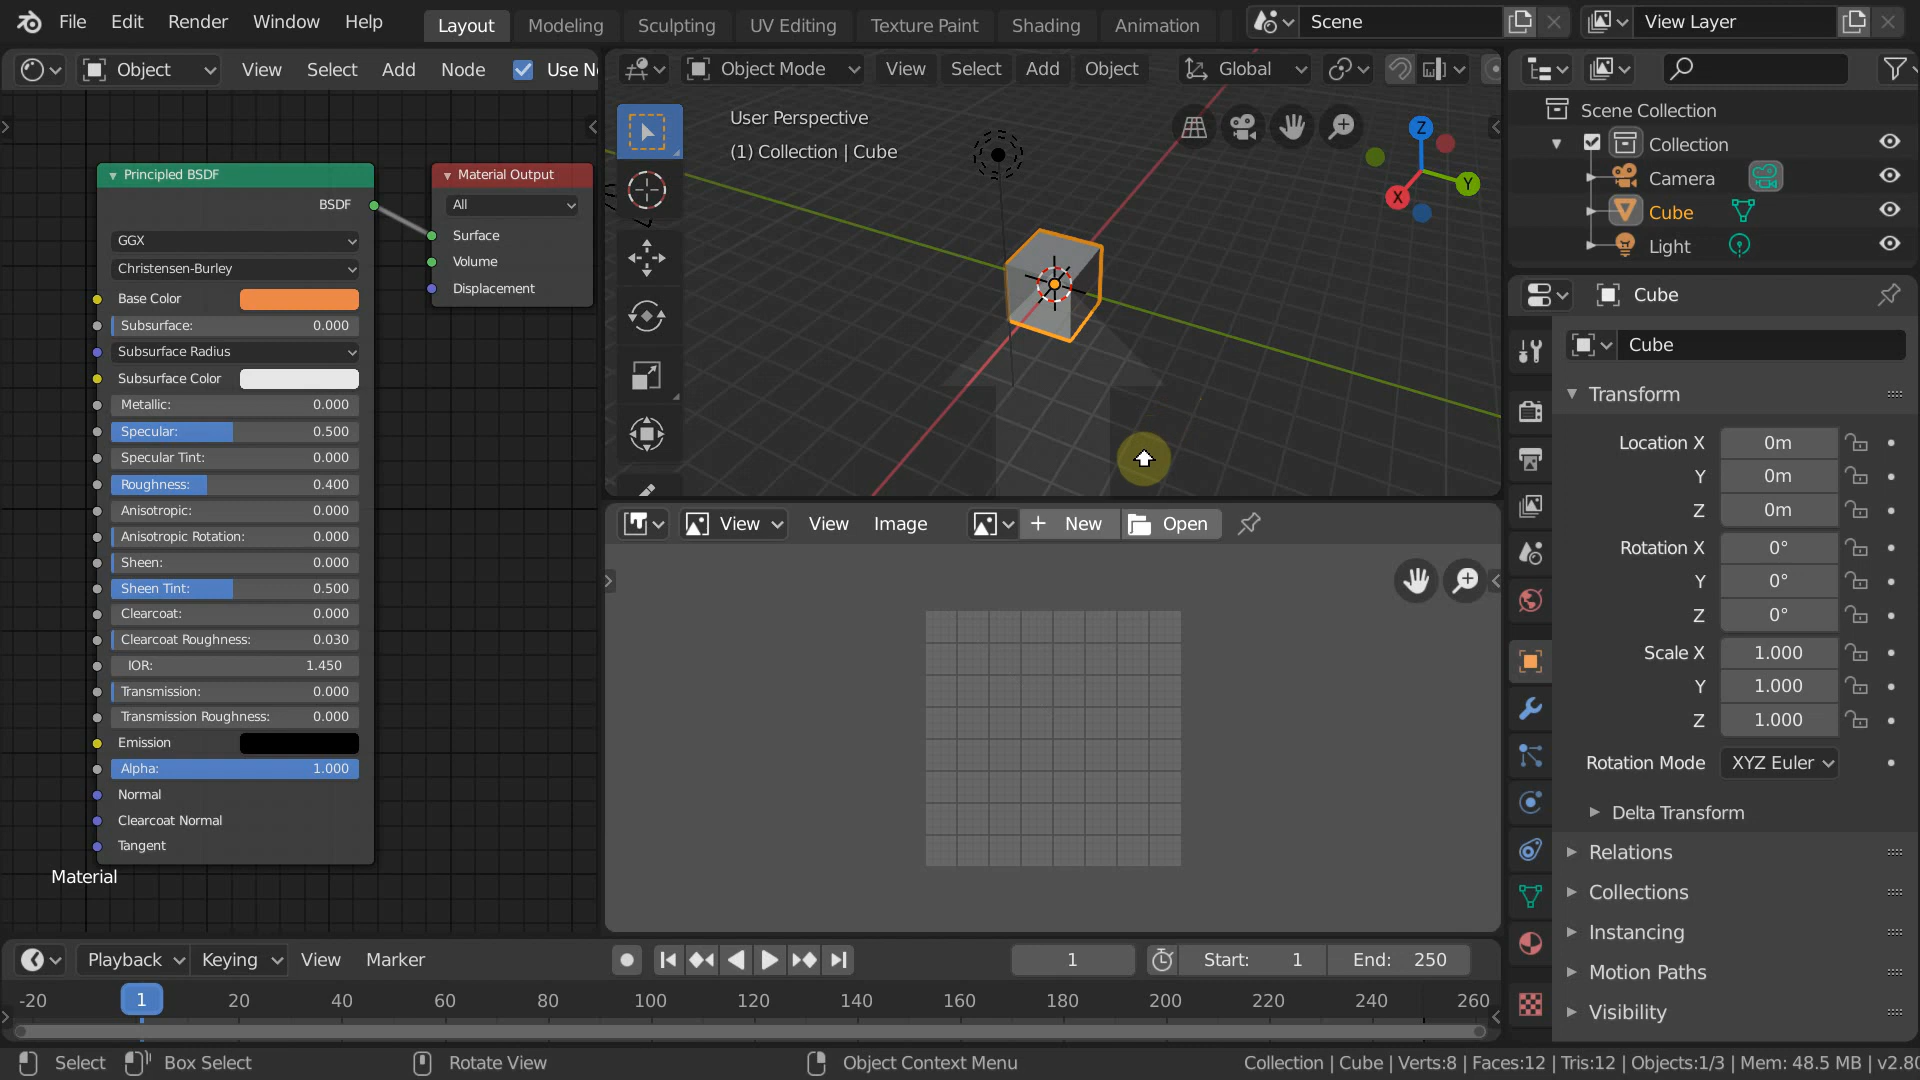 File Edit Render Window Help Layout Modeling Sculpting UV Editing Texture Paint Shading Animation Scene View Layer
Object View Select Add Node Use N
Object Mode View Select Add Object Global
User Perspective
(1) Collection | Cube
Z
Y
X
Principled BSDF
BSDF
GGX
Christensen-Burley
Base Color
Subsurface: 0.000
Subsurface Radius
Subsurface Color
Metallic: 0.000
Specular: 0.500
Specular Tint: 0.000
Roughness: 0.400
Anisotropic: 0.000
Anisotropic Rotation: 0.000
Sheen: 0.000
Sheen Tint: 0.500
Clearcoat: 0.000
Clearcoat Roughness: 0.030
IOR: 1.450
Transmission: 0.000
Transmission Roughness: 0.000
Emission
Alpha: 1.000
Normal
Clearcoat Normal
Tangent
Material
Material Output
All
Surface
Volume
Displacement
View View Image New Open
Scene Collection
Collection
Camera
Cube
Light
Cube
Cube
Transform
Location X 0m
Y 0m
Z 0m
Rotation X 0°
Y 0°
Z 0°
Scale X 1.000
Y 1.000
Z 1.000
Rotation Mode XYZ Euler
Delta Transform
Relations
Collections
Instancing
Motion Paths
Visibility
Playback Keying View Marker 1 Start: 1 End: 250
-20 1 20 40 60 80 100 120 140 160 180 200 220 240 260
Select Box Select Rotate View Object Context Menu Collection | Cube | Verts:8 | Faces:12 | Tris:12 | Objects:1/3 | Mem: 48.5 MB | v2.80